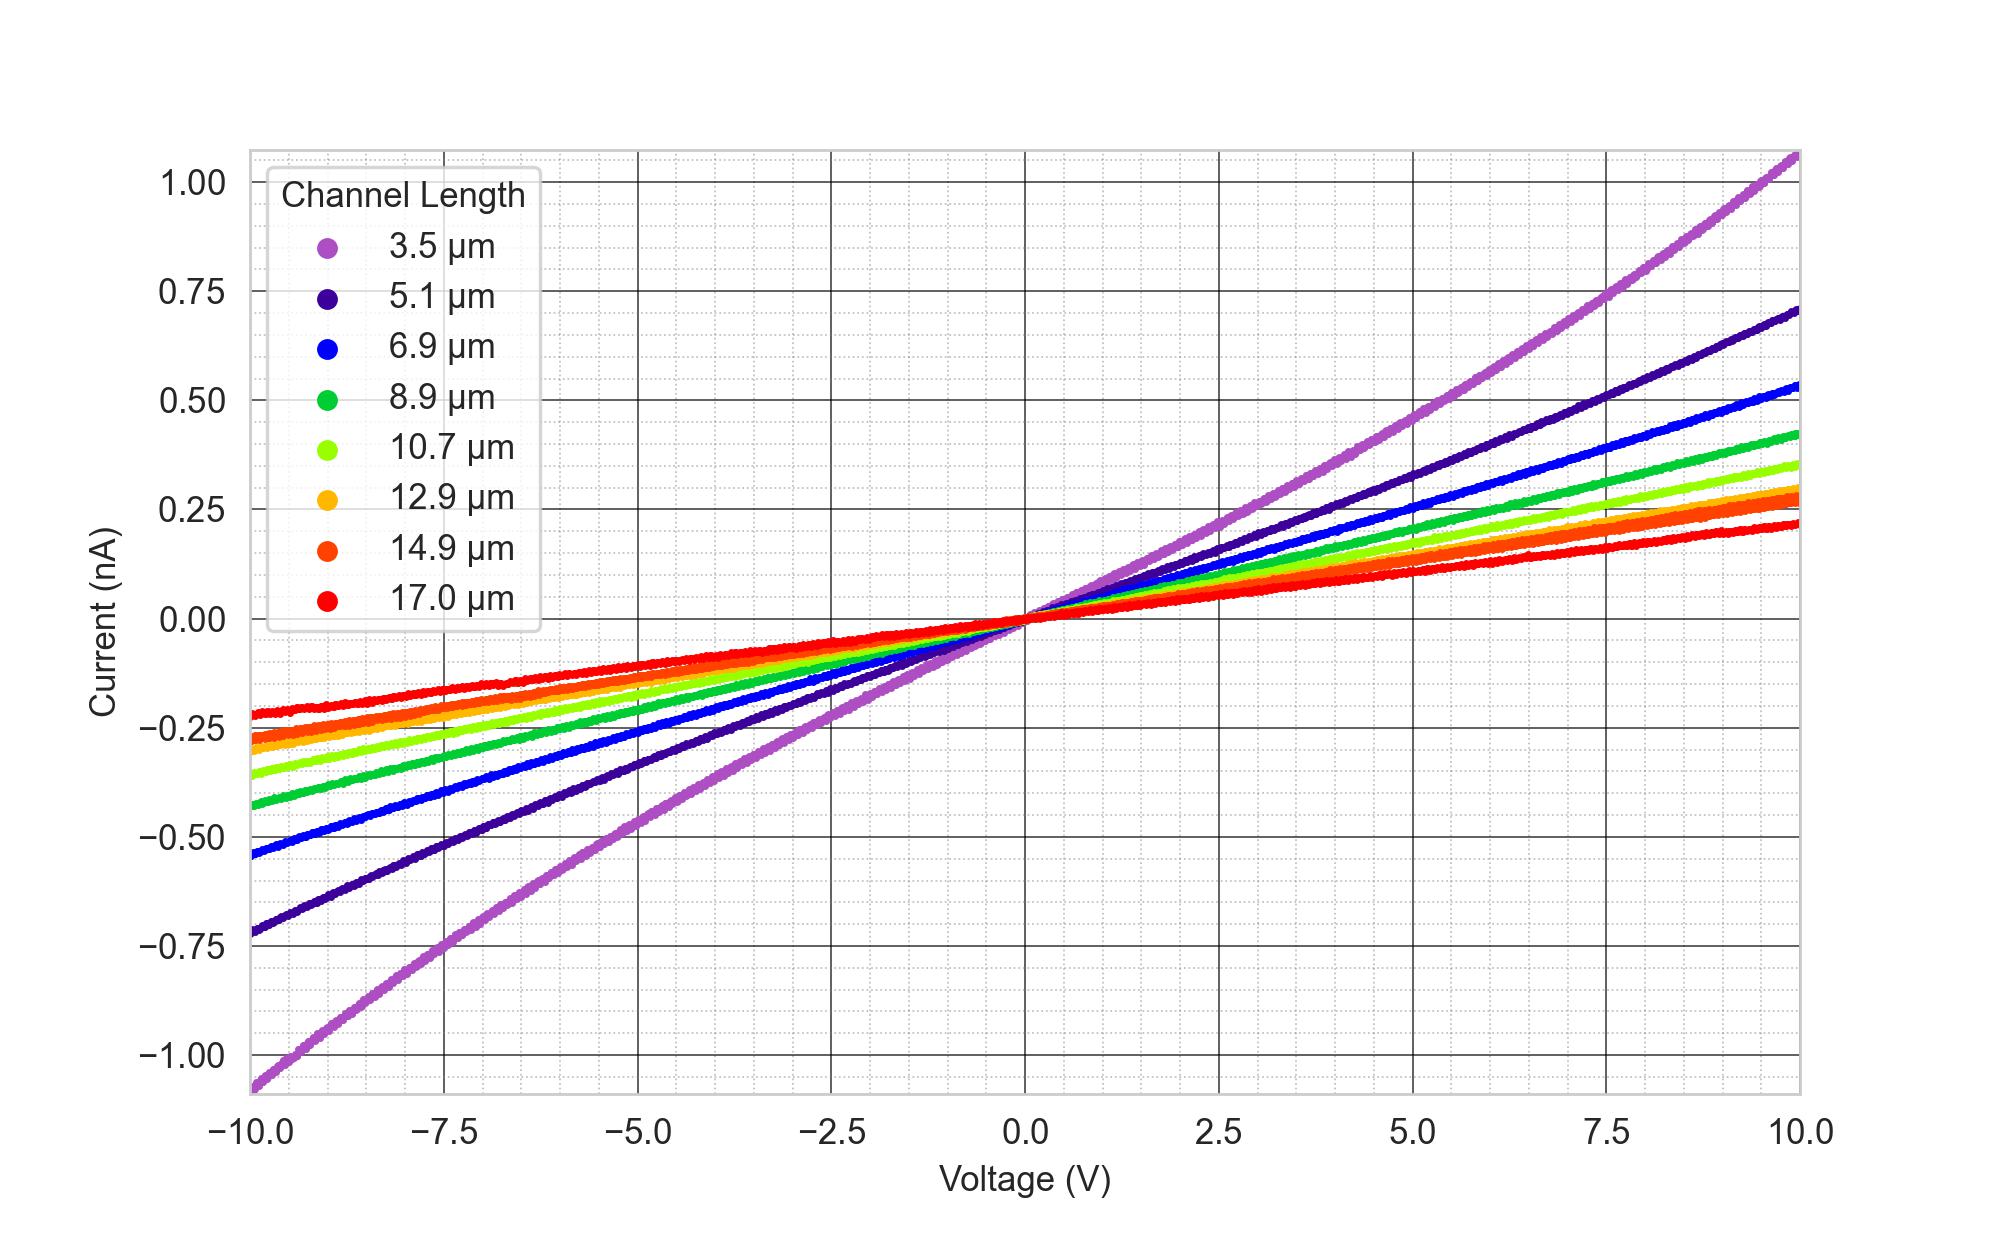 Channel Length
3.5 µm
5.1 µm
6.9 µm
8.9 µm
10.7 µm
12.9 µm
14.9 µm
17.0 µm
1.00
0.75
0.50
0.25
0.00
−0.25
−0.50
−0.75
−1.00
Current (nA)
−10.0 −7.5 −5.0 −2.5 0.0 2.5 5.0 7.5 10.0
Voltage (V)